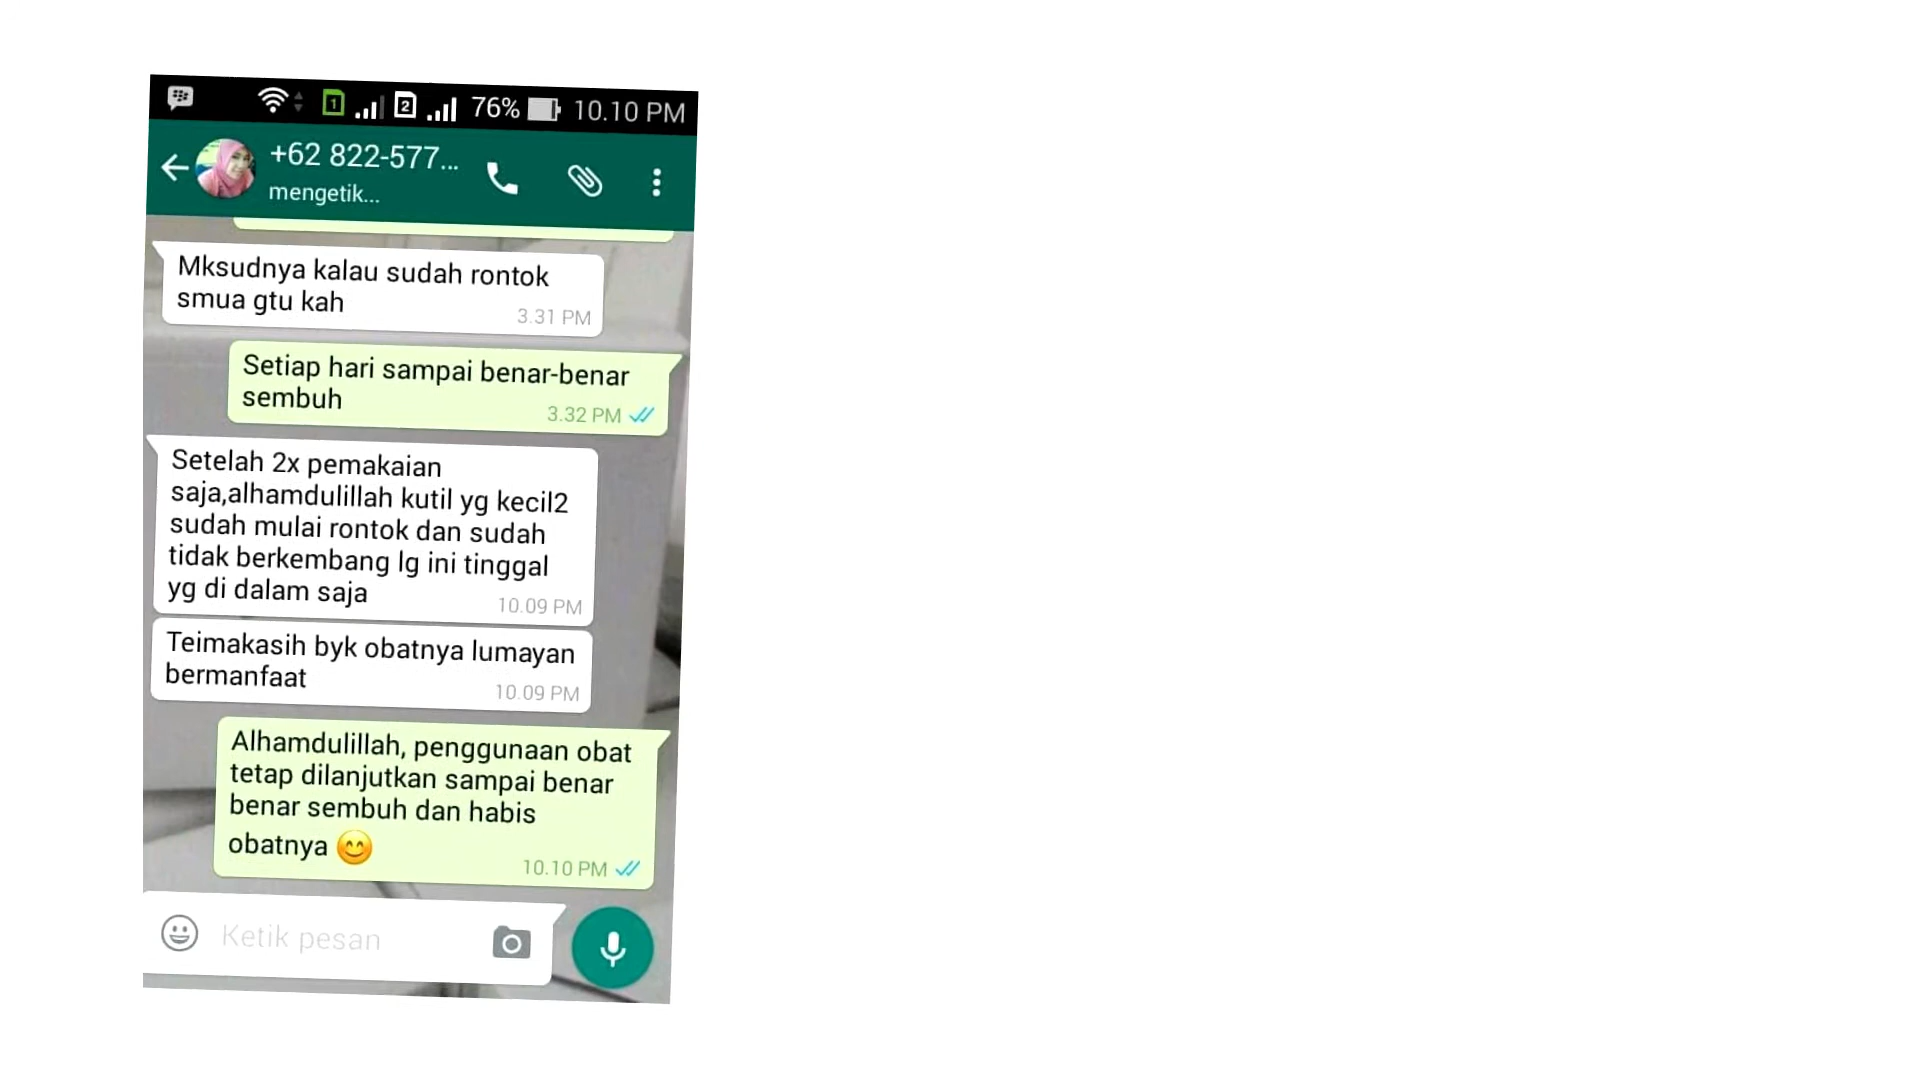 76% 10.10 PM
+62 822-577...
mengetik...
Mksudnya kalau sudah rontok
smua gtu kah
3.31 PM
Setiap hari sampai benar-benar
sembuh
3.32 PM
Setelah 2x pemakaian
saja,alhamdulillah kutil yg kecil2
sudah mulai rontok dan sudah
tidak berkembang lg ini tinggal
yg di dalam saja
10.09 PM
Teimakasih byk obatnya lumayan
bermanfaat
10.09 PM
Alhamdulillah, penggunaan obat
tetap dilanjutkan sampai benar
benar sembuh dan habis
obatnya 😊
10.10 PM
Ketik pesan